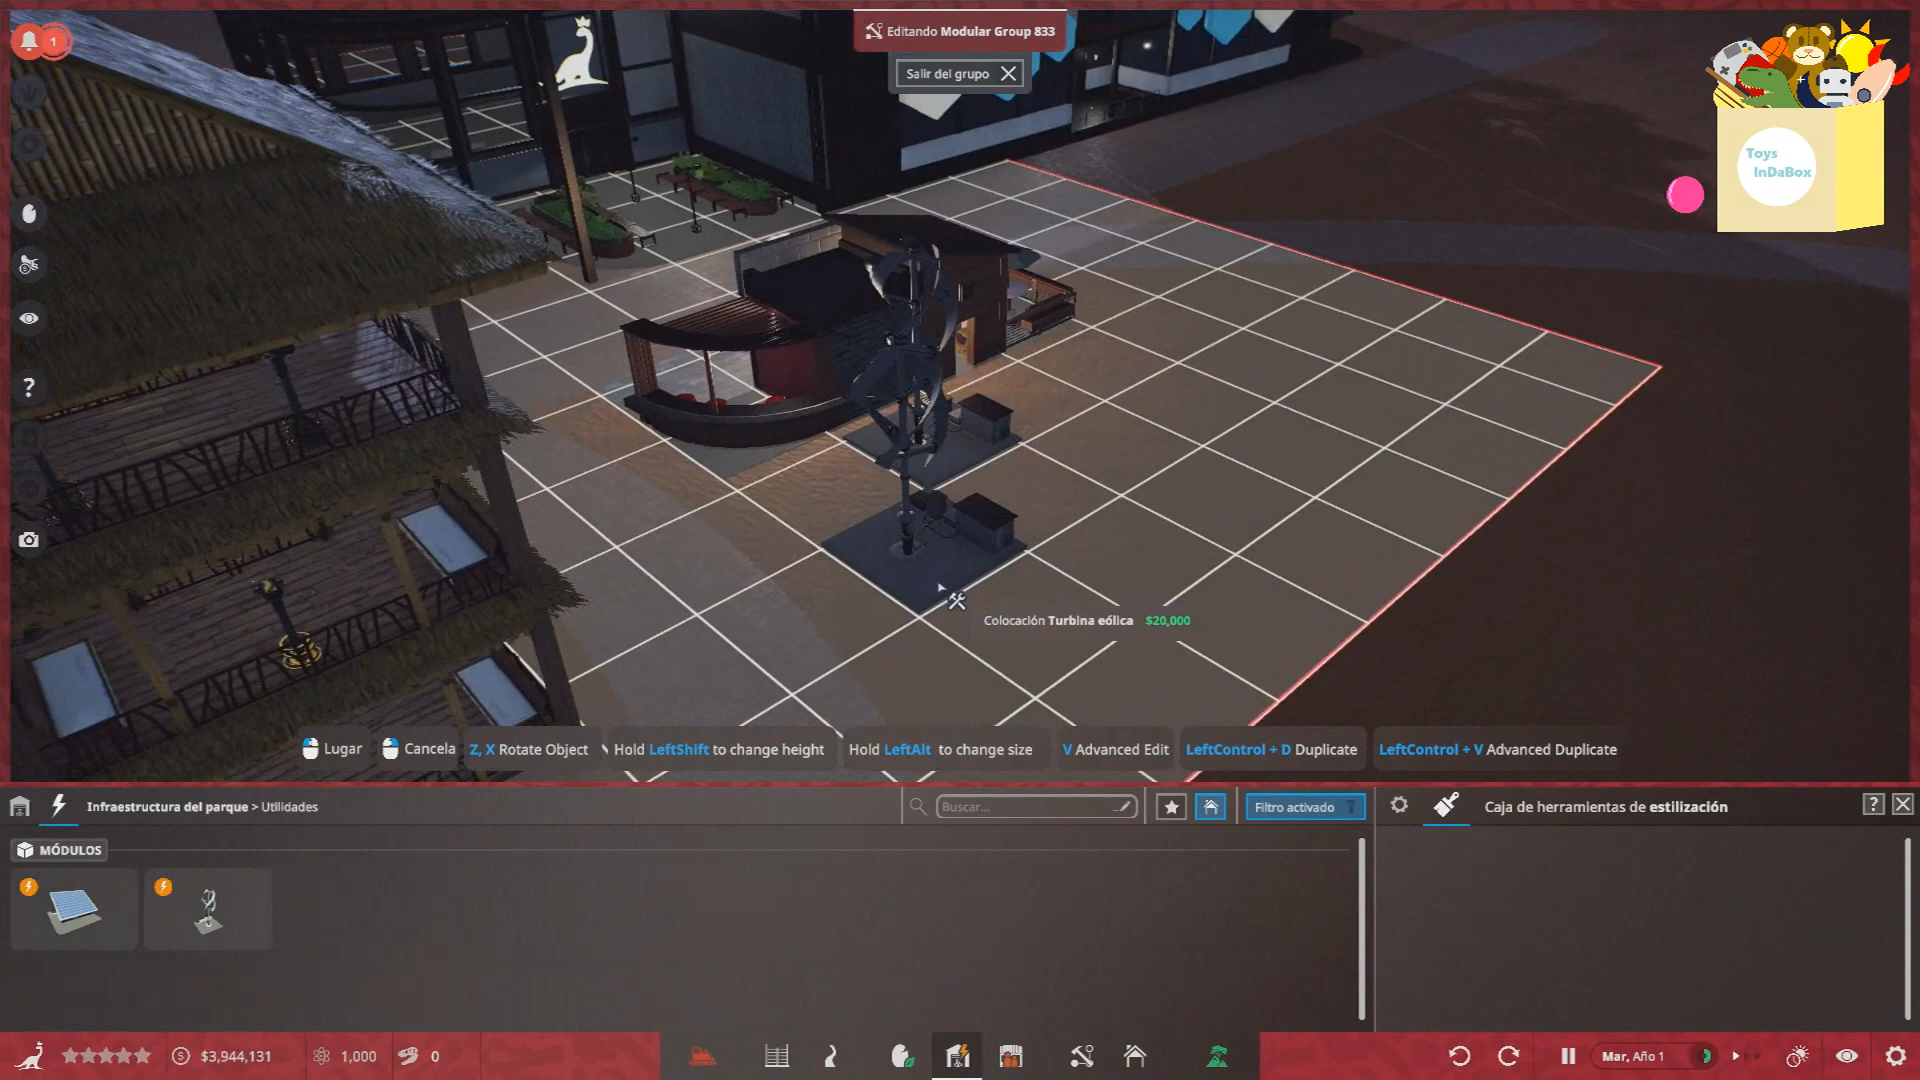 1
Editando Modular Group 833
Salir del grupo
Toys
InDaBox
?
Colocación Turbina eólica $20,000
Lugar Cancela Z, X Rotate Object Hold LeftShift to change height Hold LeftAlt to change size V Advanced Edit LeftControl + D Duplicate LeftControl + V Advanced Duplicate
Infraestructura del parque > Utilidades
Buscar...
Filtro activado
Caja de herramientas de estilización
?
MÓDULOS
$3,944,131
1,000
0
Mar, Año 1